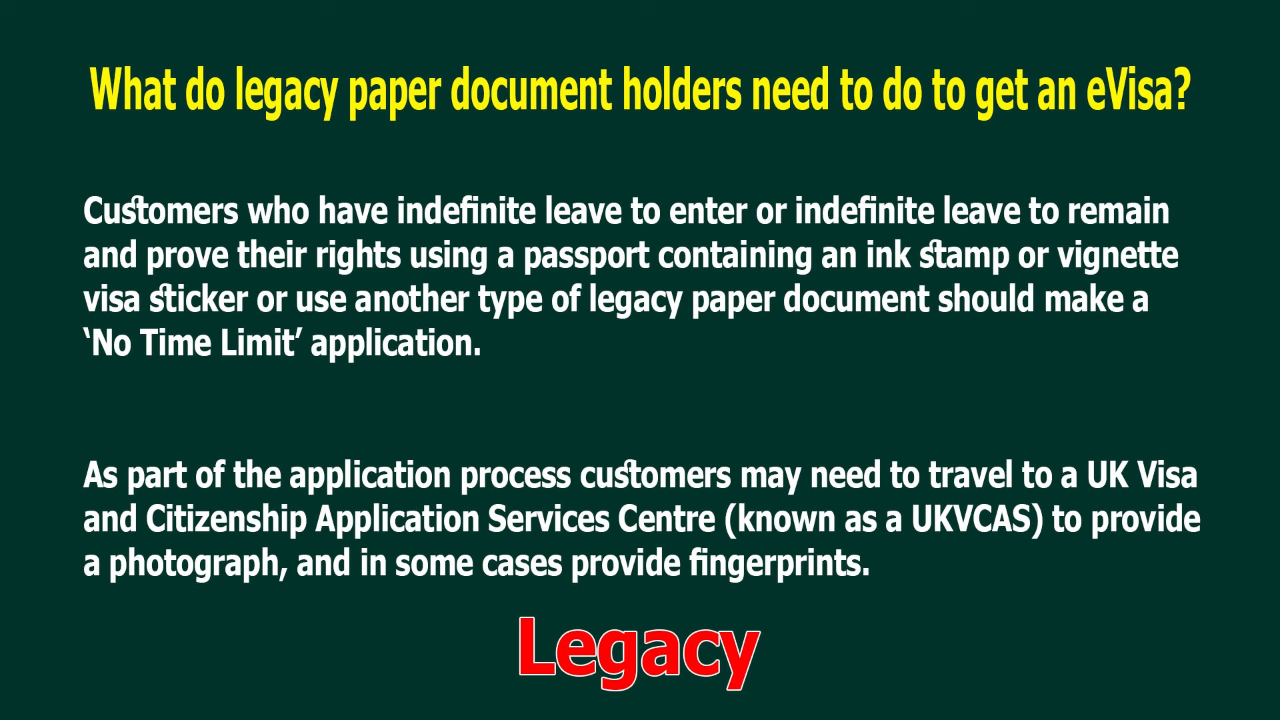 What do legacy paper document holders need to do to get an eVisa?
Customers who have indefinite leave to enter or indefinite leave to remain
and prove their rights using a passport containing an ink stamp or vignette
visa sticker or use another type of legacy paper document should make a
‘No Time Limit’ application.
As part of the application process customers may need to travel to a UK Visa
and Citizenship Application Services Centre (known as a UKVCAS) to provide
a photograph, and in some cases provide fingerprints.
Legacy